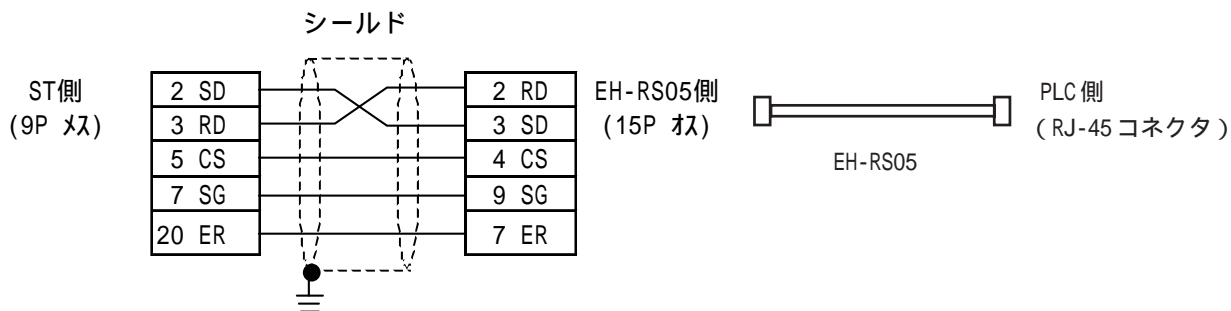 シールド
ST側
(9P メス)
2 SD
3 RD
5 CS
7 SG
20 ER
2 RD
3 SD
4 CS
9 SG
7 ER
EH-RS05側
(15P オス)
EH-RS05
PLC側
(RJ-45コネクタ)